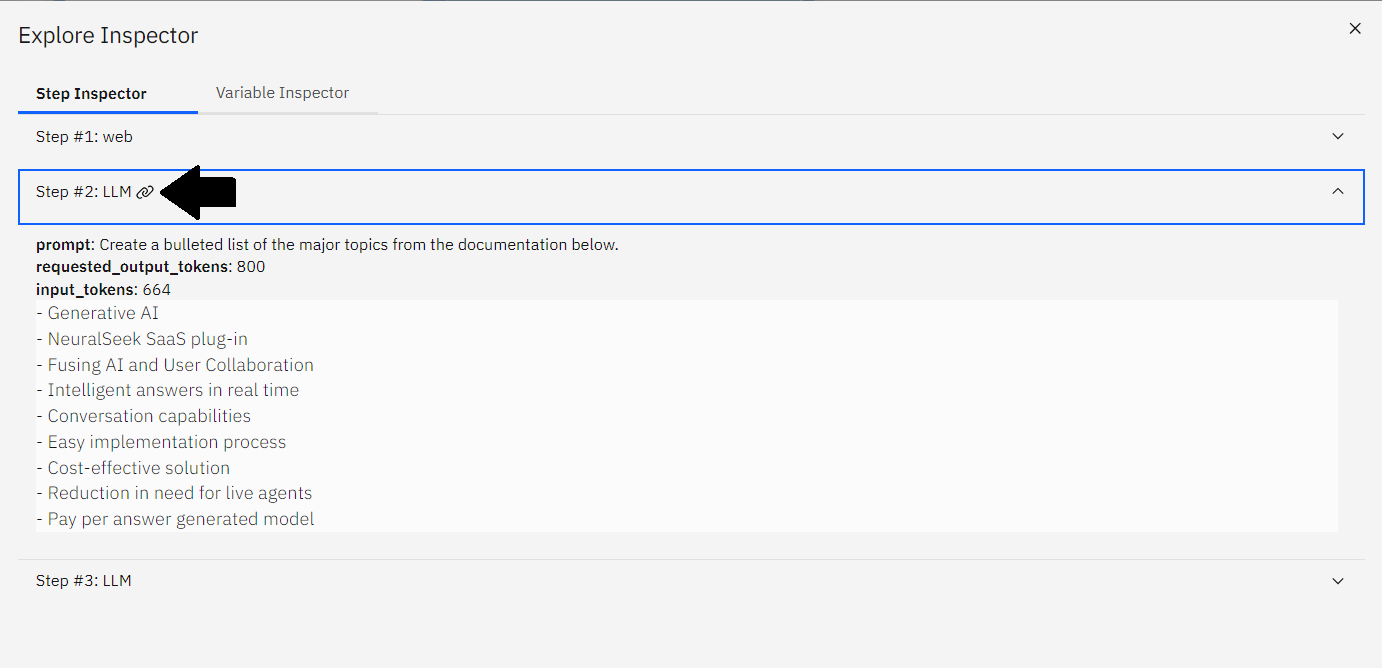 Explore Inspector
Step Inspector
Variable Inspector
Step #1: web
Step #2: LLM
prompt: Create a bulleted list of the major topics from the documentation below.
requested_output_tokens: 800
input_tokens: 664
- Generative AI
- NeuralSeek SaaS plug-in
- Fusing AI and User Collaboration
- Intelligent answers in real time
- Conversation capabilities
- Easy implementation process
- Cost-effective solution
- Reduction in need for live agents
- Pay per answer generated model
Step #3: LLM